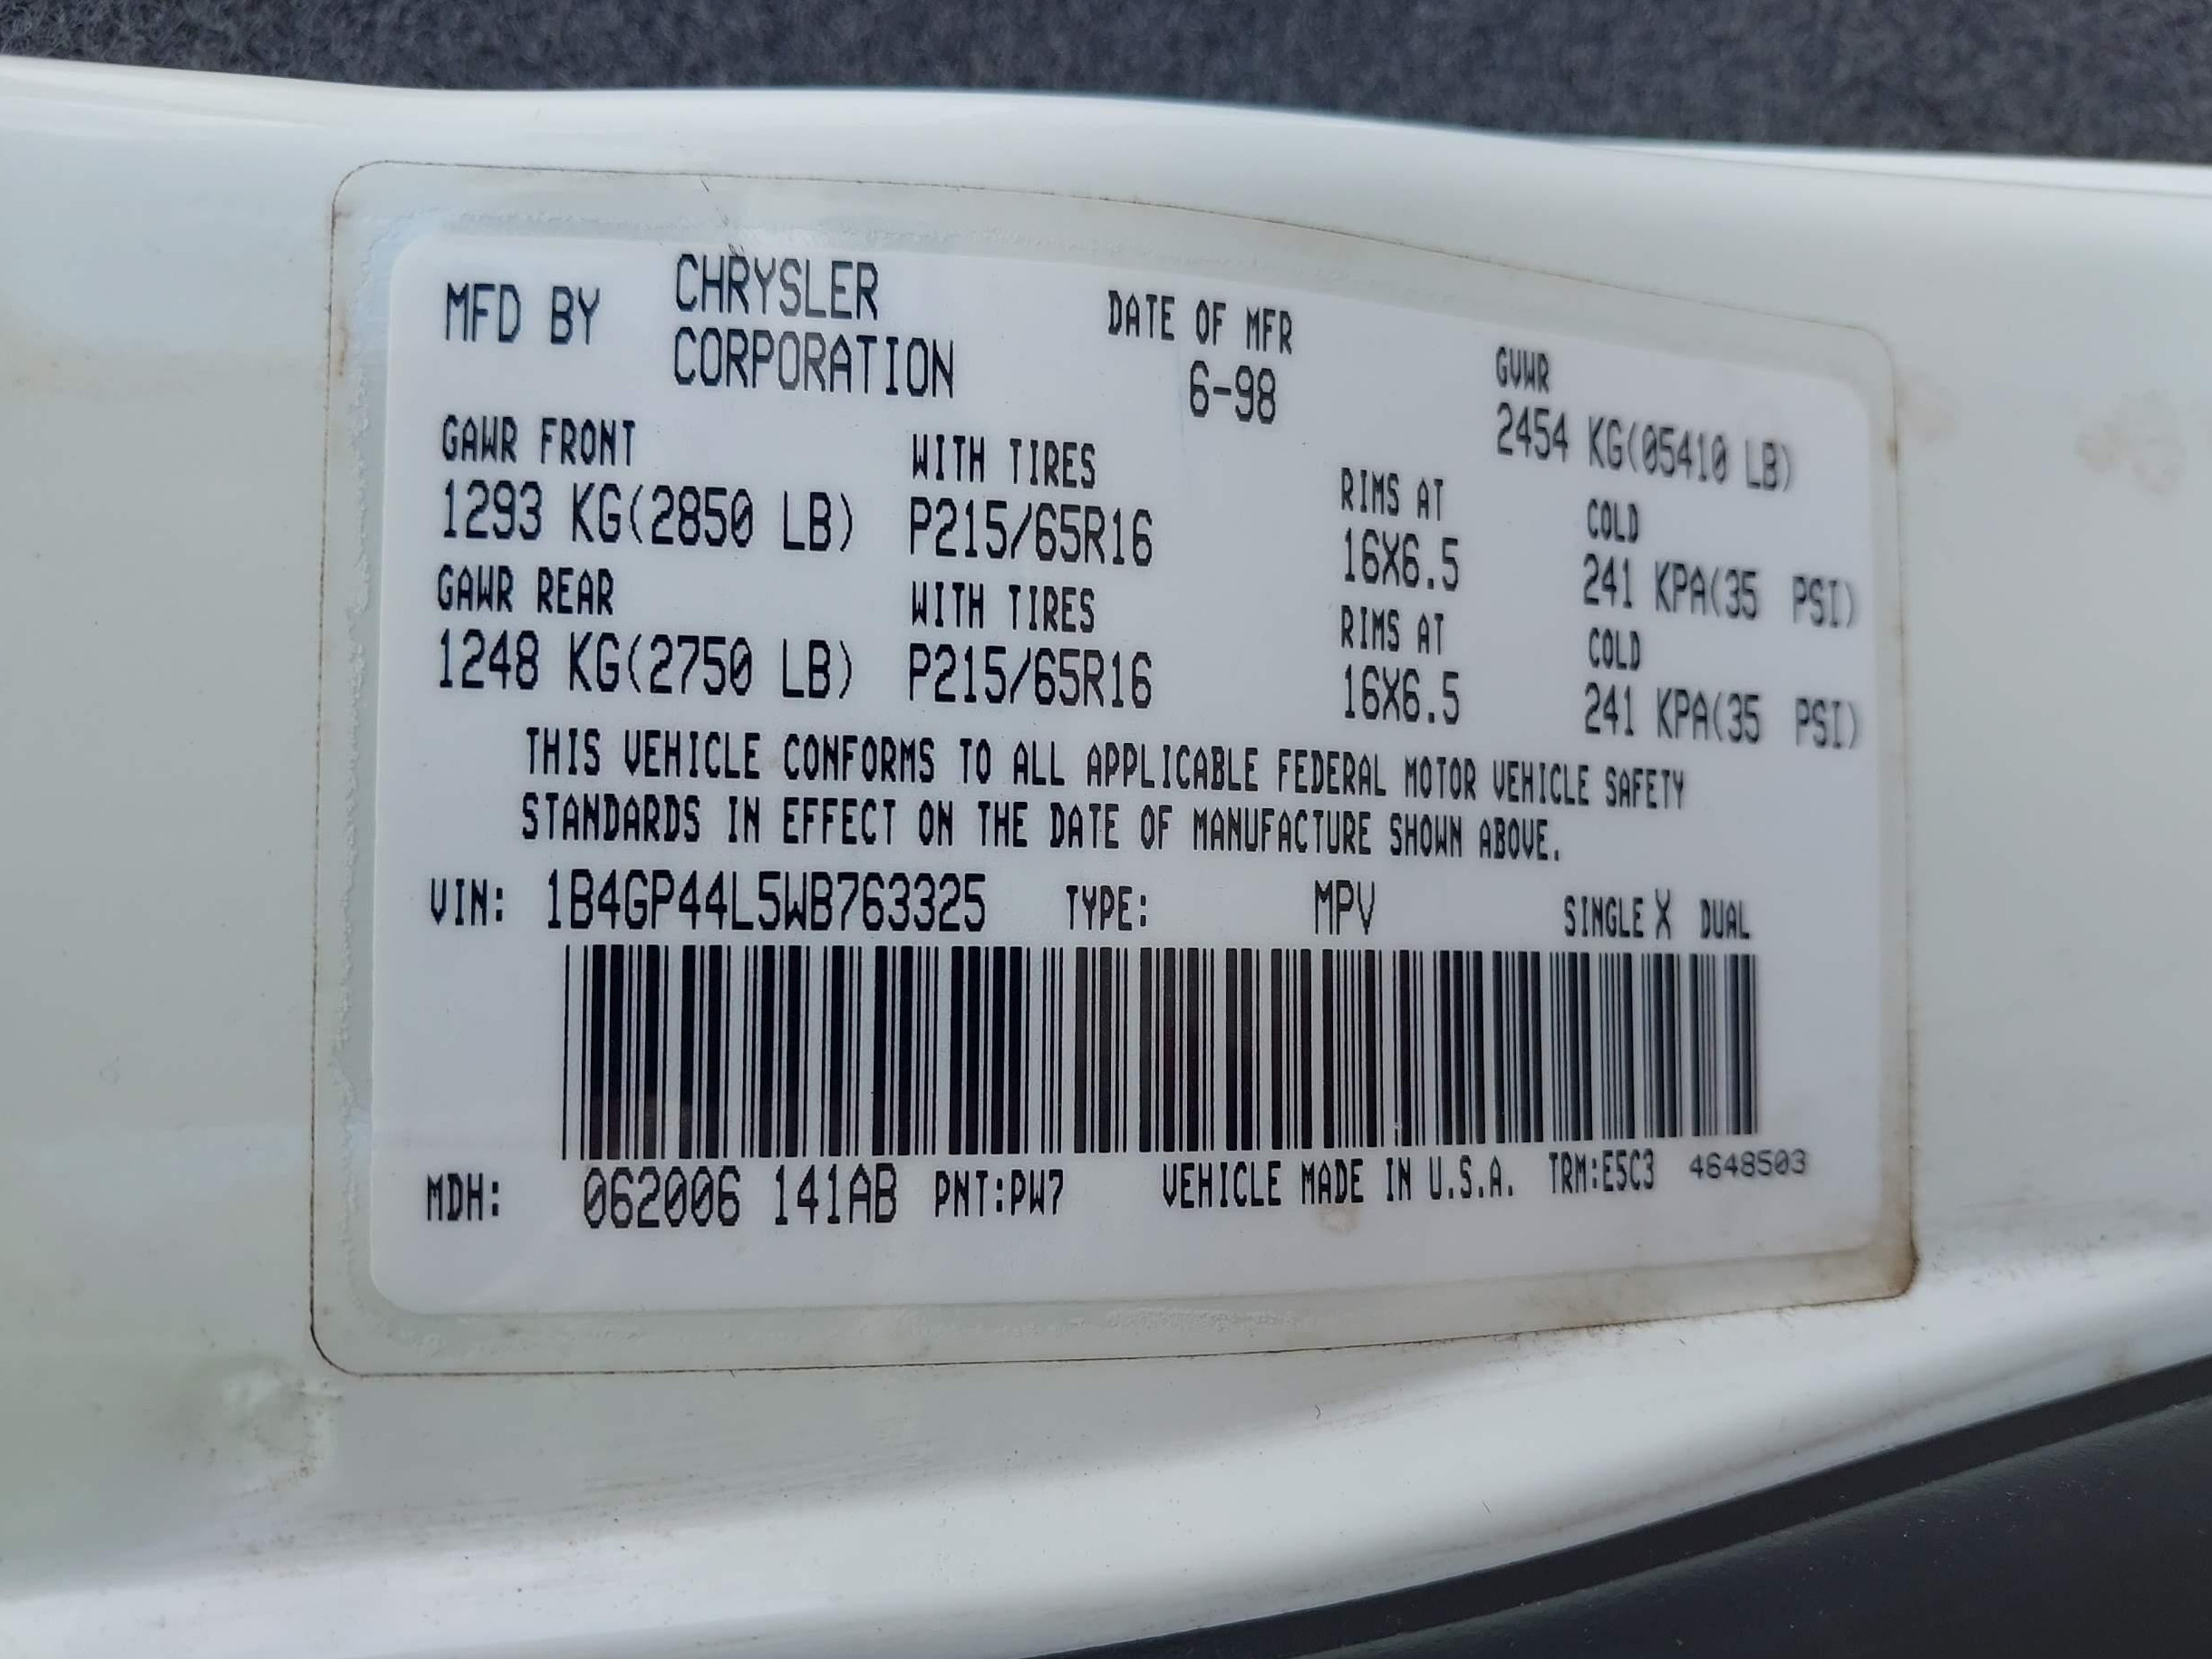 MFD BY CHRYSLER CORPORATION DATE OF MFR 6-98 GVWR 2454 KG(05410 LB)
GAWR FRONT WITH TIRES RIMS AT COLD
1293 KG(2850 LB) P215/65R16 16X6.5 241 KPA(35 PSI)
GAWR REAR WITH TIRES RIMS AT COLD
1248 KG(2750 LB) P215/65R16 16X6.5 241 KPA(35 PSI)
THIS VEHICLE CONFORMS TO ALL APPLICABLE FEDERAL MOTOR VEHICLE SAFETY
STANDARDS IN EFFECT ON THE DATE OF MANUFACTURE SHOWN ABOVE.
VIN: 1B4GP44L5WB763325 TYPE: MPV SINGLE X DUAL
MDH: 062006 141AB PNT:PW7 VEHICLE MADE IN U.S.A. TRM:E5C3 4648503